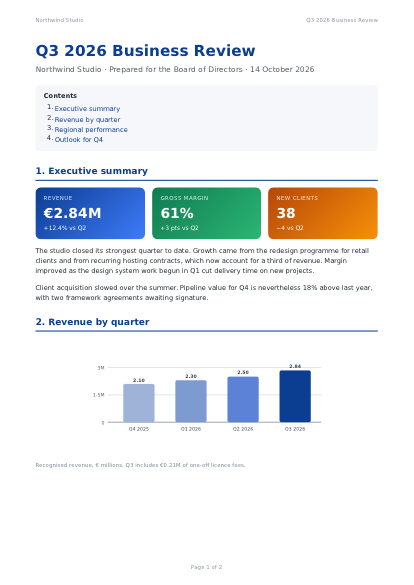 Northwind Studio
Q3 2026 Business Review
Q3 2026 Business Review
Northwind Studio · Prepared for the Board of Directors · 14 October 2026
Contents
1. Executive summary
2. Revenue by quarter
3. Regional performance
4. Outlook for Q4
1. Executive summary
REVENUE
€2.84M
+12.4% vs Q2
GROSS MARGIN
61%
+3 pts vs Q2
NEW CLIENTS
38
−4 vs Q2
The studio closed its strongest quarter to date. Growth came from the redesign programme for retail
clients and from recurring hosting contracts, which now account for a third of revenue. Margin
improved as the design system work begun in Q1 cut delivery time on new projects.
Client acquisition slowed over the summer. Pipeline value for Q4 is nevertheless 18% above last year,
with two framework agreements awaiting signature.
2. Revenue by quarter
3M
1.5M
0
2.10
2.30
2.50
2.84
Q4 2025
Q1 2026
Q2 2026
Q3 2026
Recognised revenue, € millions. Q3 includes €0.21M of one-off licence fees.
Page 1 of 2